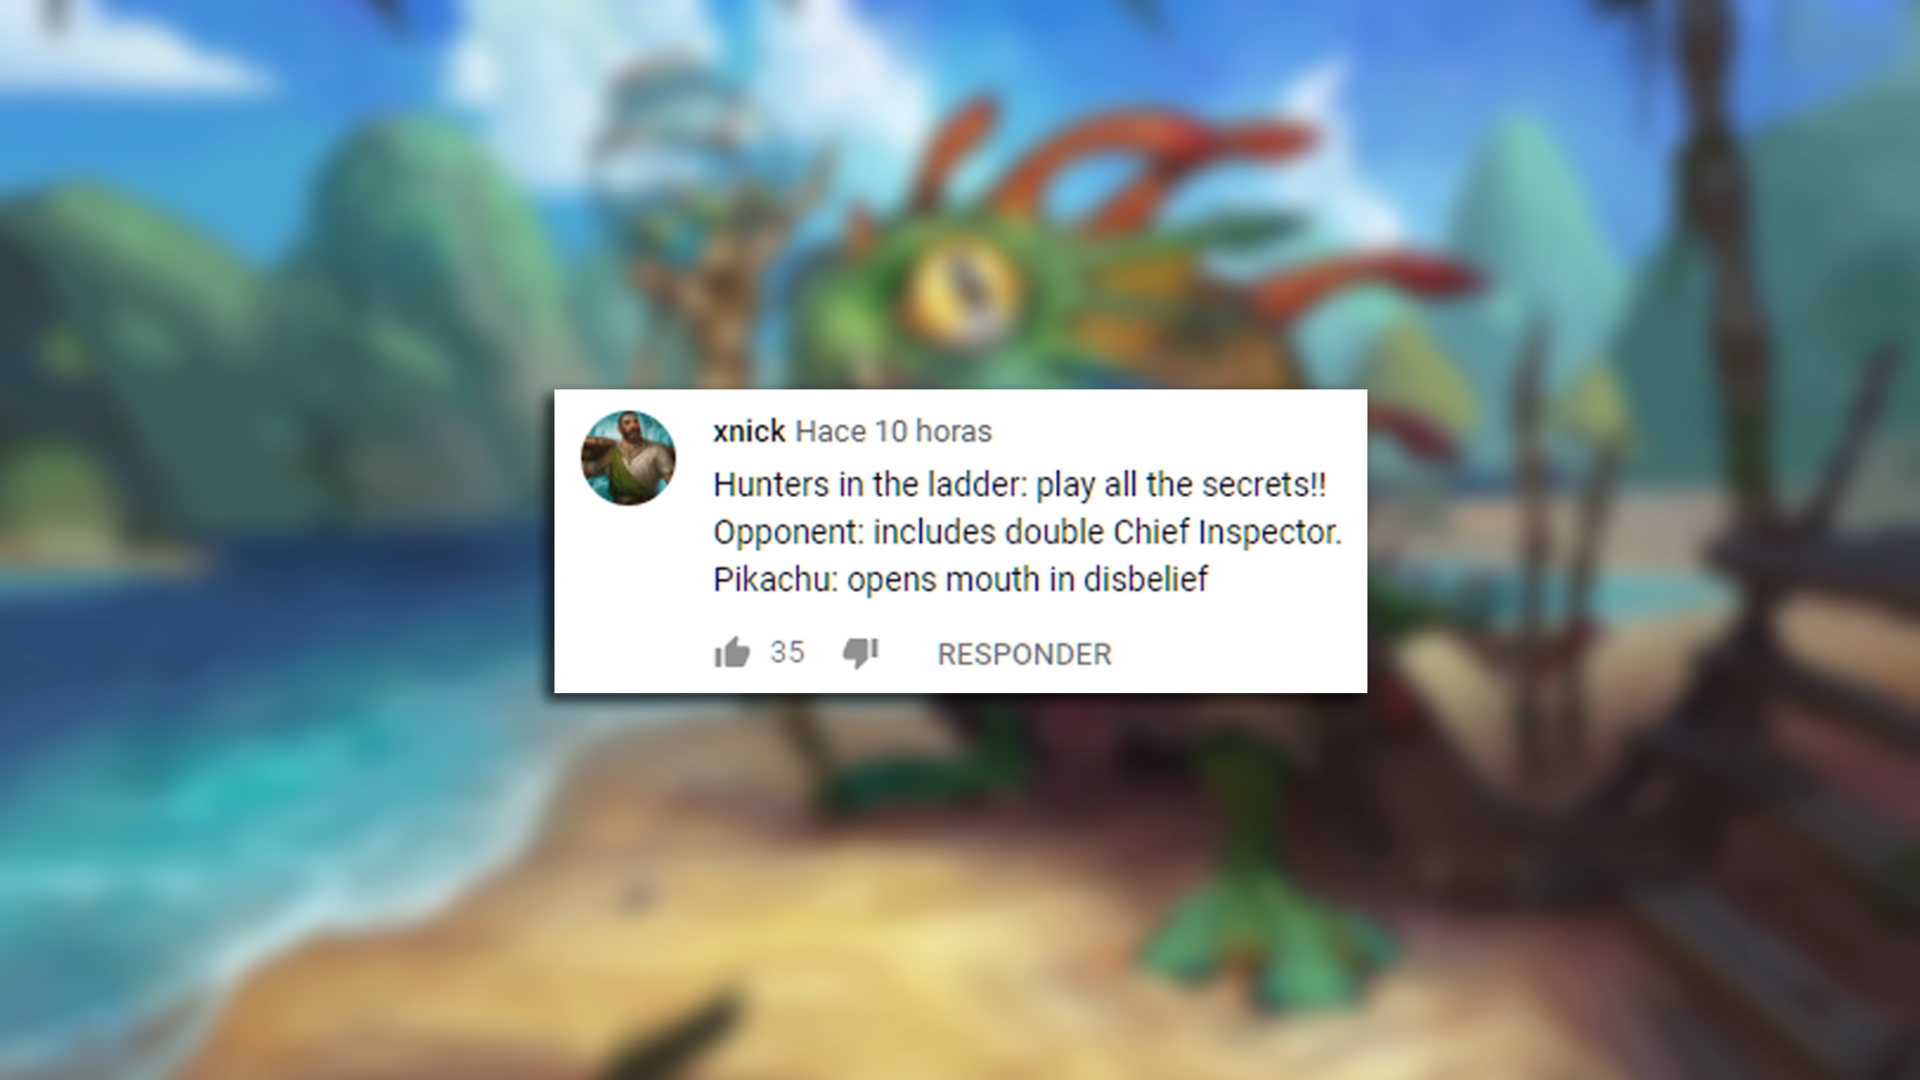 xnick Hace 10 horas
Hunters in the ladder: play all the secrets!!
Opponent: includes double Chief Inspector.
Pikachu: opens mouth in disbelief
35 RESPONDER